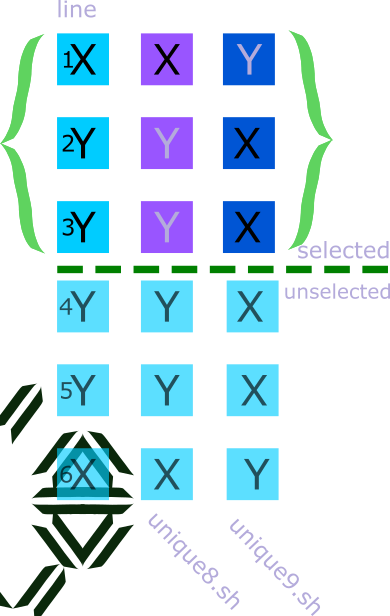 line
1X X Y
2Y Y X
3Y Y X
selected
unselected
4Y Y X
5Y Y X
6X X Y
unique8.sh
unique9.sh